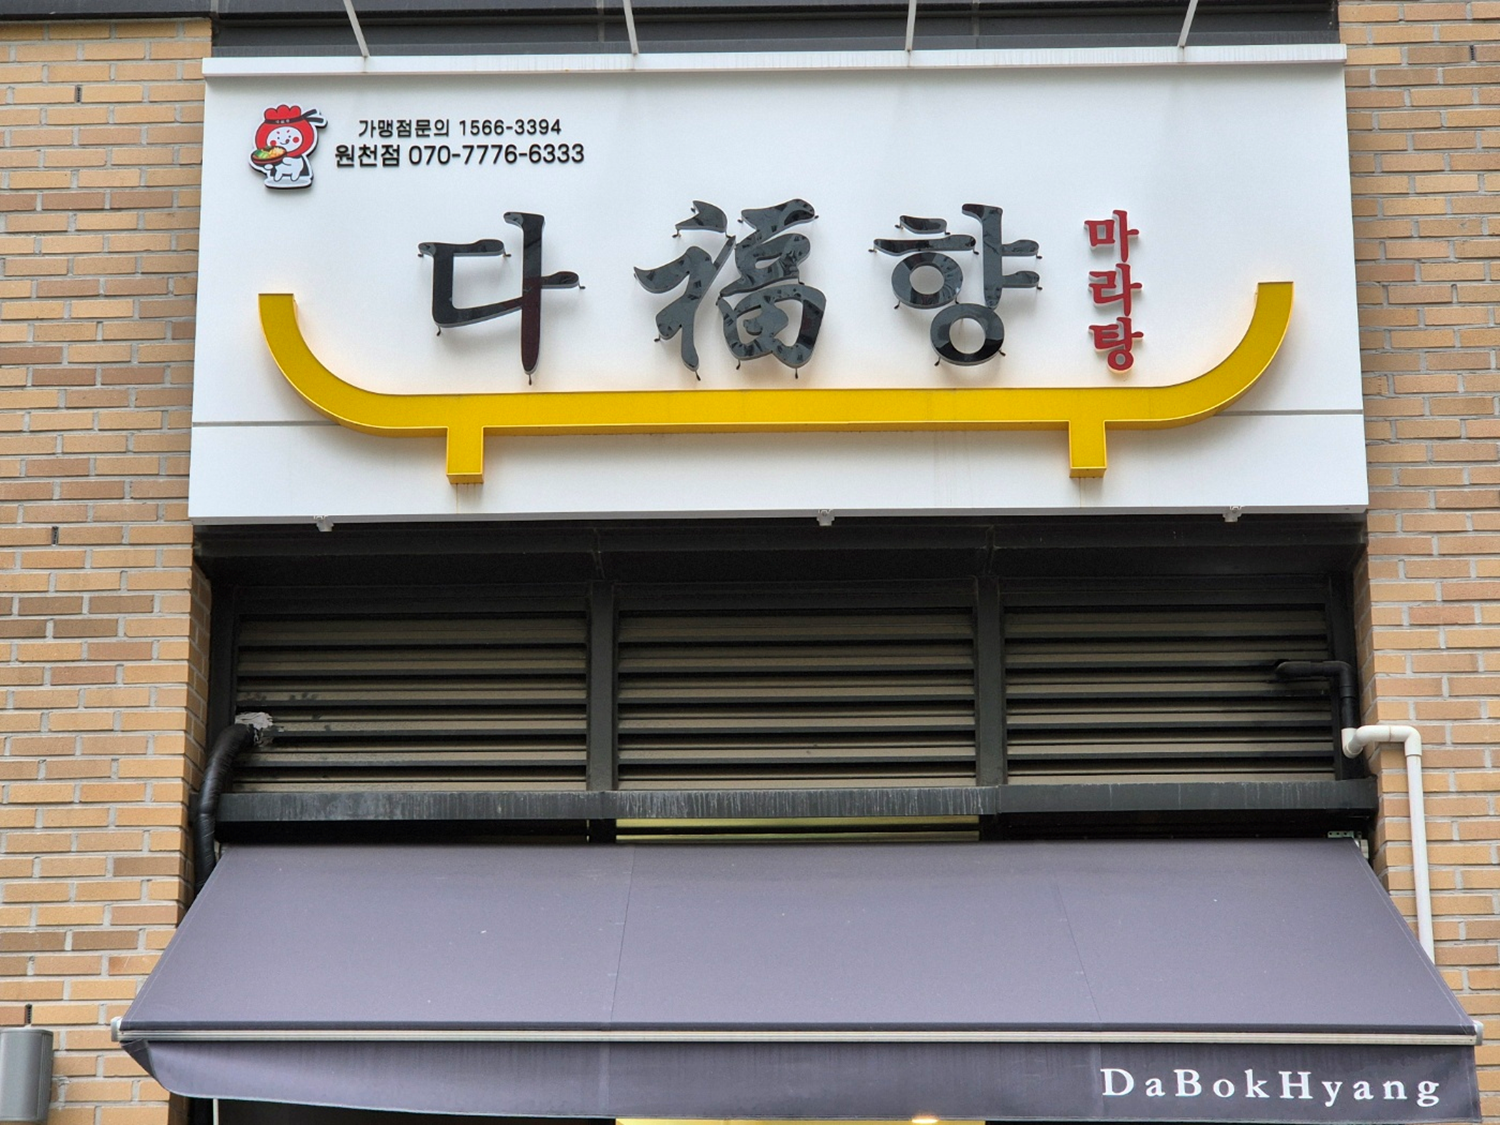 가맹점문의 1566-3394
원천점 070-7776-6333
다福향
마라탕
DaBokHyang